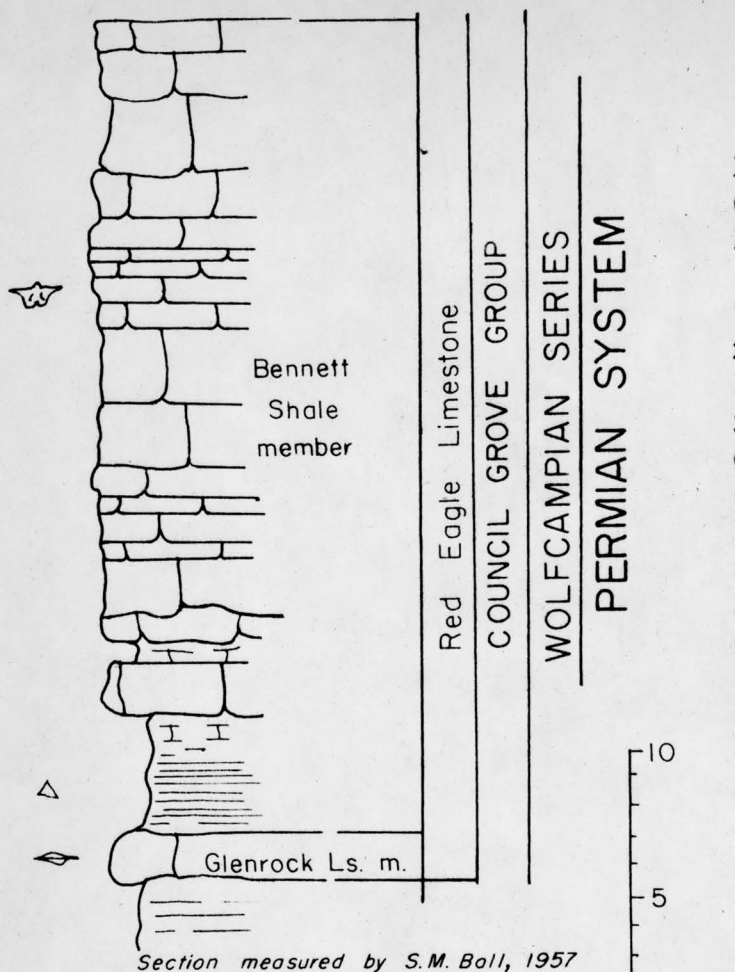 Bennett
Shale
member
Glenrock Ls. m.
Red Eagle Limestone
COUNCIL GROVE GROUP
WOLFCAMPIAN SERIES
PERMIAN SYSTEM
10
5
Section measured by S.M. Ball, 1957